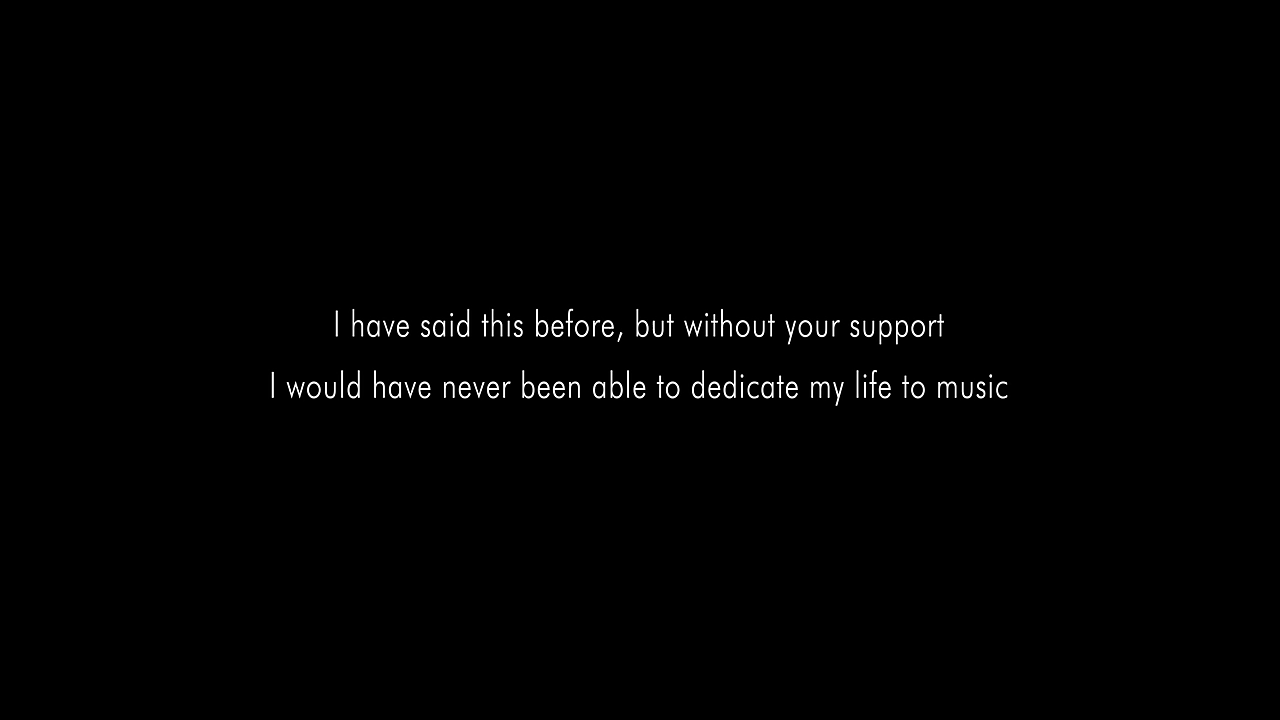 I have said this before, but without your support
I would have never been able to dedicate my life to music